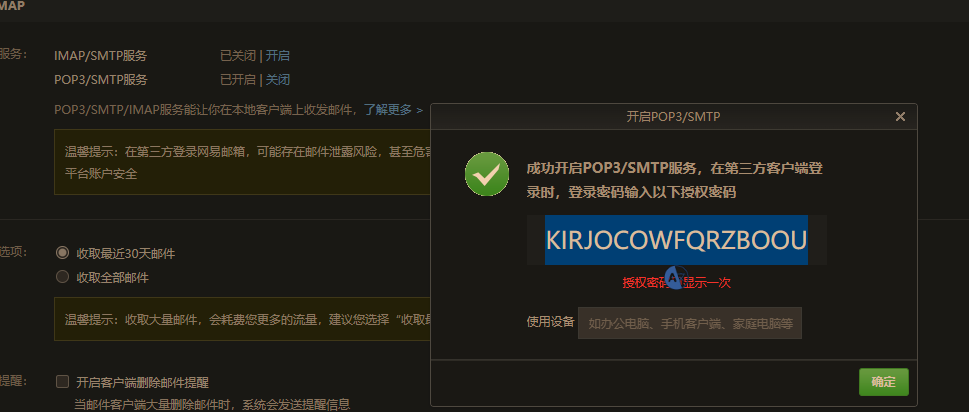 MAP
服务：
IMAP/SMTP服务 已关闭 | 开启
POP3/SMTP服务 已开启 | 关闭
POP3/SMTP/IMAP服务能让你在本地客户端上收发邮件，了解更多 >
温馨提示：在第三方登录网易邮箱，可能存在邮件泄露风险，甚至危害
平台账户安全
选项：
收取最近30天邮件
收取全部邮件
温馨提示：收取大量邮件，会耗费您更多的流量，建议您选择“收取最
提醒：
开启客户端删除邮件提醒
当邮件客户端大量删除邮件时，系统会发送提醒信息
开启POP3/SMTP
成功开启POP3/SMTP服务，在第三方客户端登
录时，登录密码输入以下授权密码
KIRJOCOWFQRZBOOU
授权密码 显示一次
使用设备 如办公电脑、手机客户端、家庭电脑等
确定